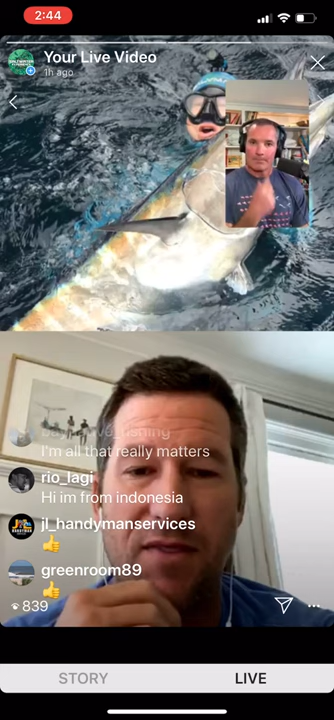 2:44
Your Live Video
1h ago
I'm all that really matters
rio_lagi
Hi im from indonesia
jl_handymanservices
👍
greenroom89
👍
839
STORY
LIVE